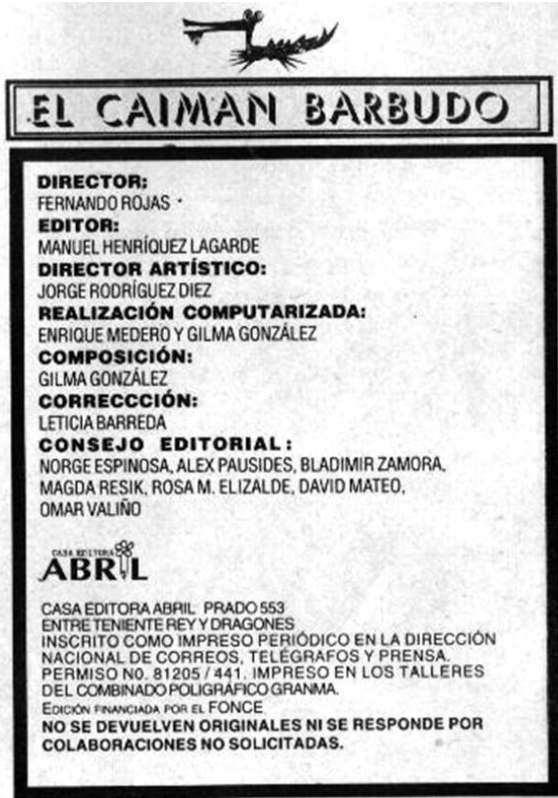 EL CAIMAN BARBUDO
DIRECTOR:
FERNANDO ROJAS
EDITOR:
MANUEL HENRÍQUEZ LAGARDE
DIRECTOR ARTÍSTICO:
JORGE RODRÍGUEZ DIEZ
REALIZACIÓN COMPUTARIZADA:
ENRIQUE MEDERO Y GILMA GONZÁLEZ
COMPOSICIÓN:
GILMA GONZÁLEZ
CORRECCCIÓN:
LETICIA BARREDA
CONSEJO EDITORIAL:
NORGE ESPINOSA, ALEX PAUSIDES, BLADIMIR ZAMORA,
MAGDA RESIK, ROSA M. ELIZALDE, DAVID MATEO,
OMAR VALIÑO
CASA EDITORA
ABRIL
CASA EDITORA ABRIL PRADO 553
ENTRE TENIENTE REY Y DRAGONES
INSCRITO COMO IMPRESO PERIÓDICO EN LA DIRECCIÓN
NACIONAL DE CORREOS, TELÉGRAFOS Y PRENSA.
PERMISO N0. 81205 / 441. IMPRESO EN LOS TALLERES
DEL COMBINADO POLIGRÁFICO GRANMA.
EDICIÓN FINANCIADA POR EL FONCE
NO SE DEVUELVEN ORIGINALES NI SE RESPONDE POR
COLABORACIONES NO SOLICITADAS.